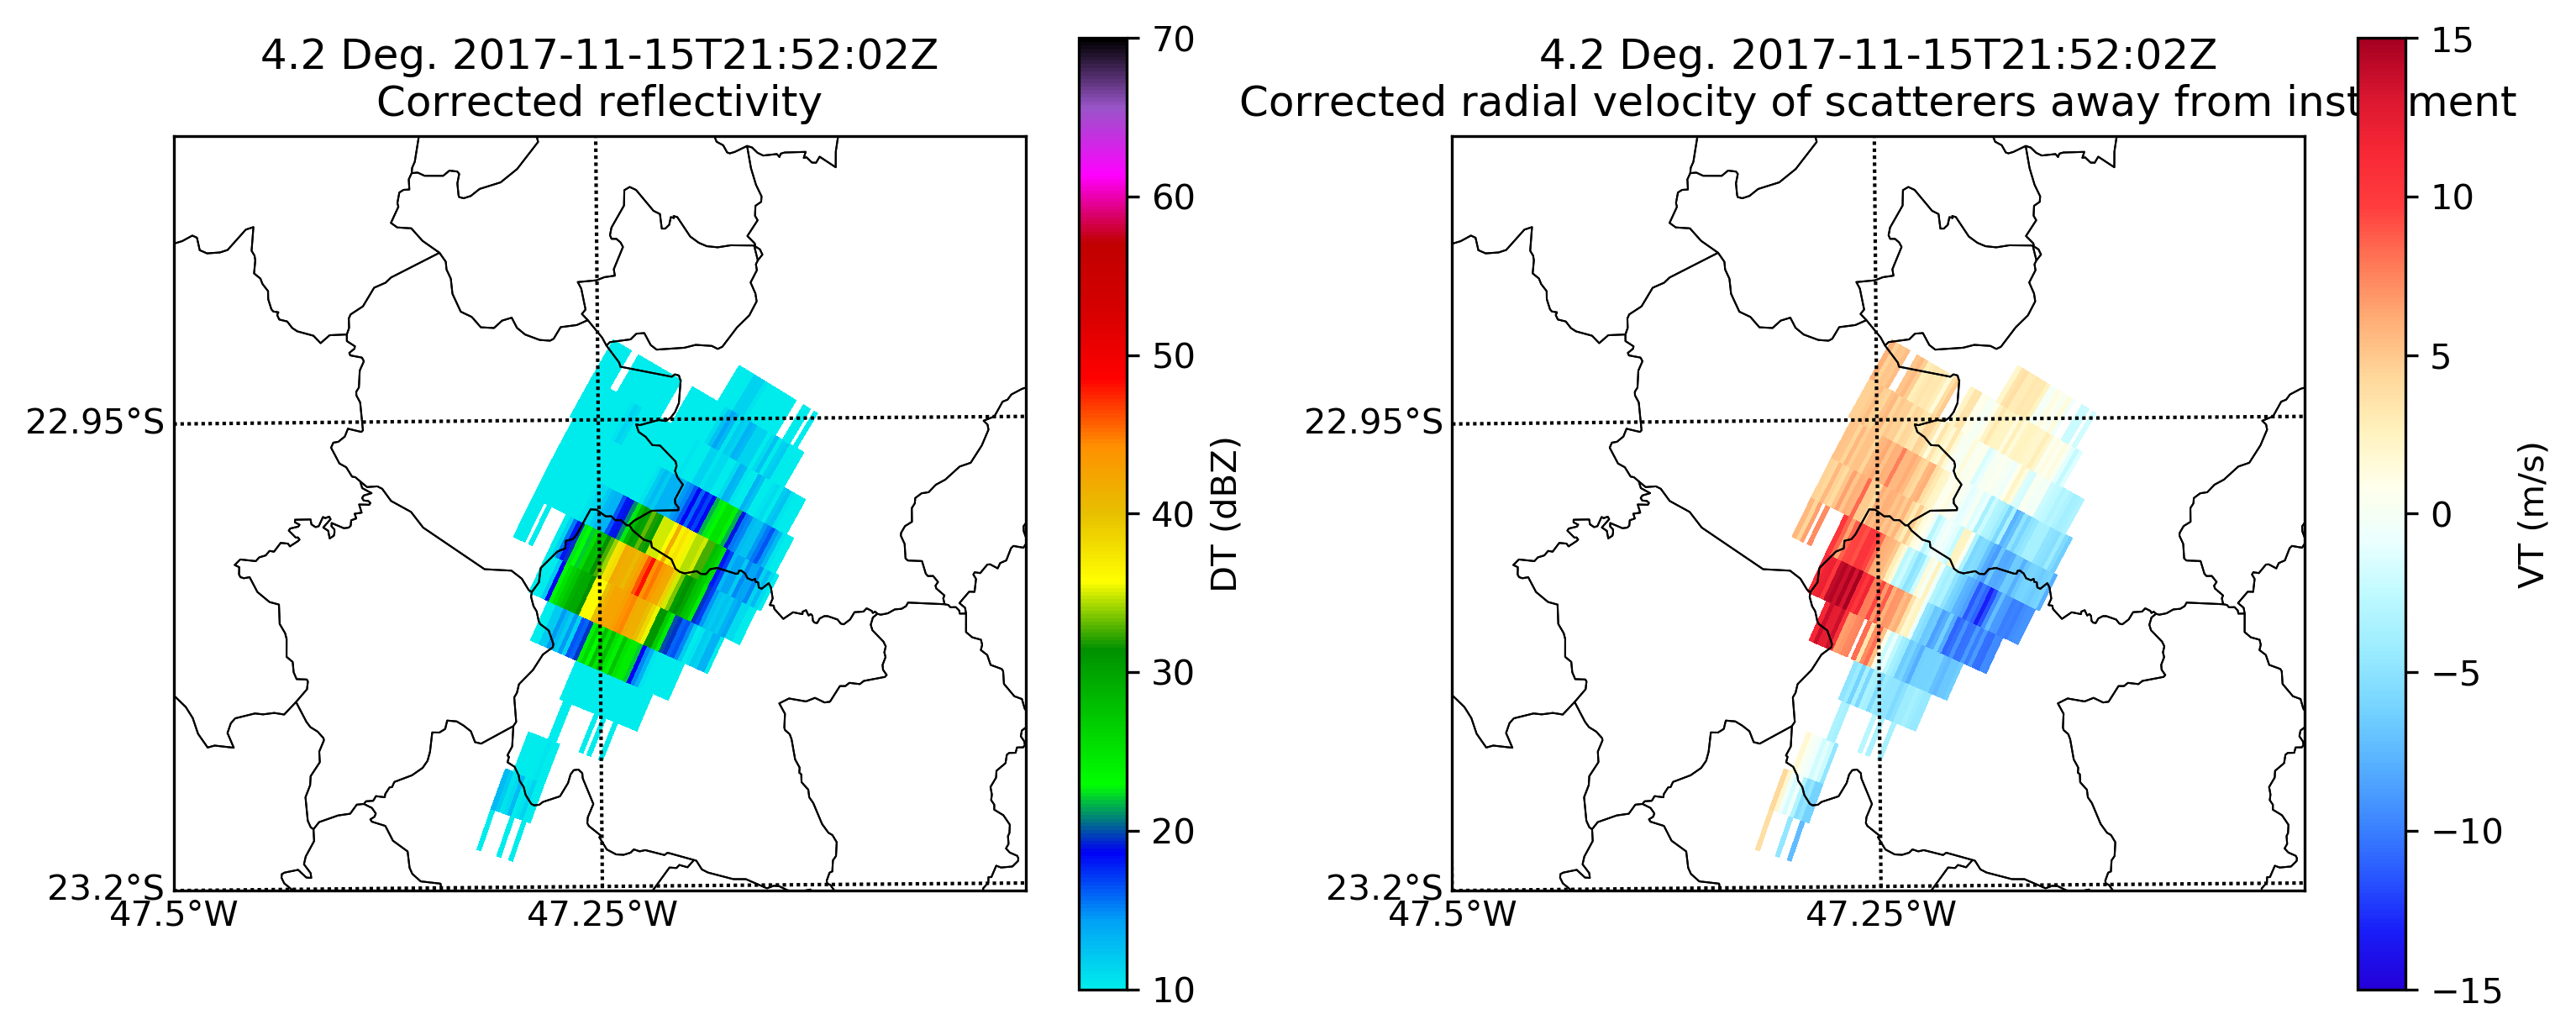 4.2 Deg. 2017-11-15T21:52:02Z
Corrected reflectivity
22.95°S
23.2°S
47.5°W
47.25°W
70
60
50
40
30
20
10
DT (dBZ)
4.2 Deg. 2017-11-15T21:52:02Z
Corrected radial velocity of scatterers away from inst ment
22.95°S
23.2°S
47.5°W
47.25°W
15
10
5
0
−5
−10
−15
VT (m/s)